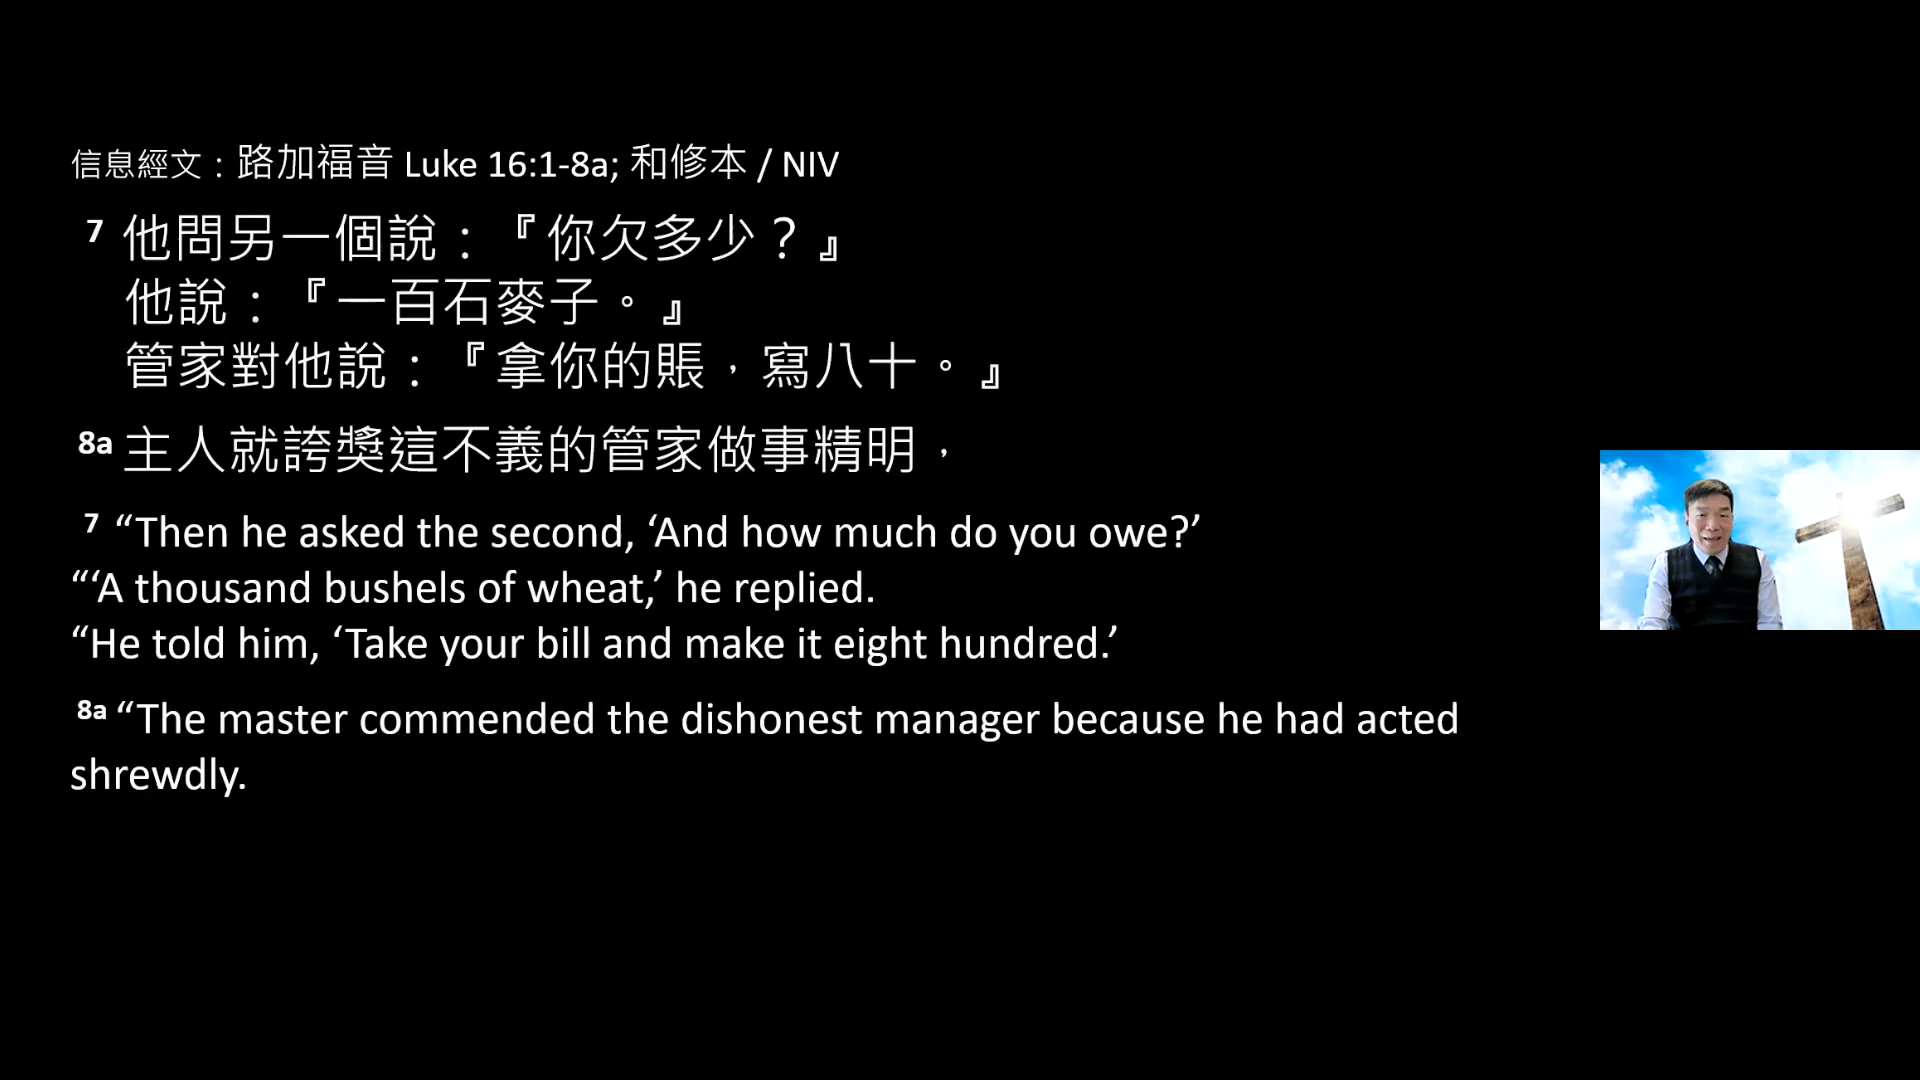 信息經文：路加福音 Luke 16:1-8a; 和修本 / NIV
7 他問另一個說：『你欠多少？』
他說：『一百石麥子。』
管家對他說：『拿你的賬，寫八十。』
8a 主人就誇獎這不義的管家做事精明，
7 “Then he asked the second, ‘And how much do you owe?’
“‘A thousand bushels of wheat,’ he replied.
“He told him, ‘Take your bill and make it eight hundred.’
8a “The master commended the dishonest manager because he had acted
shrewdly.